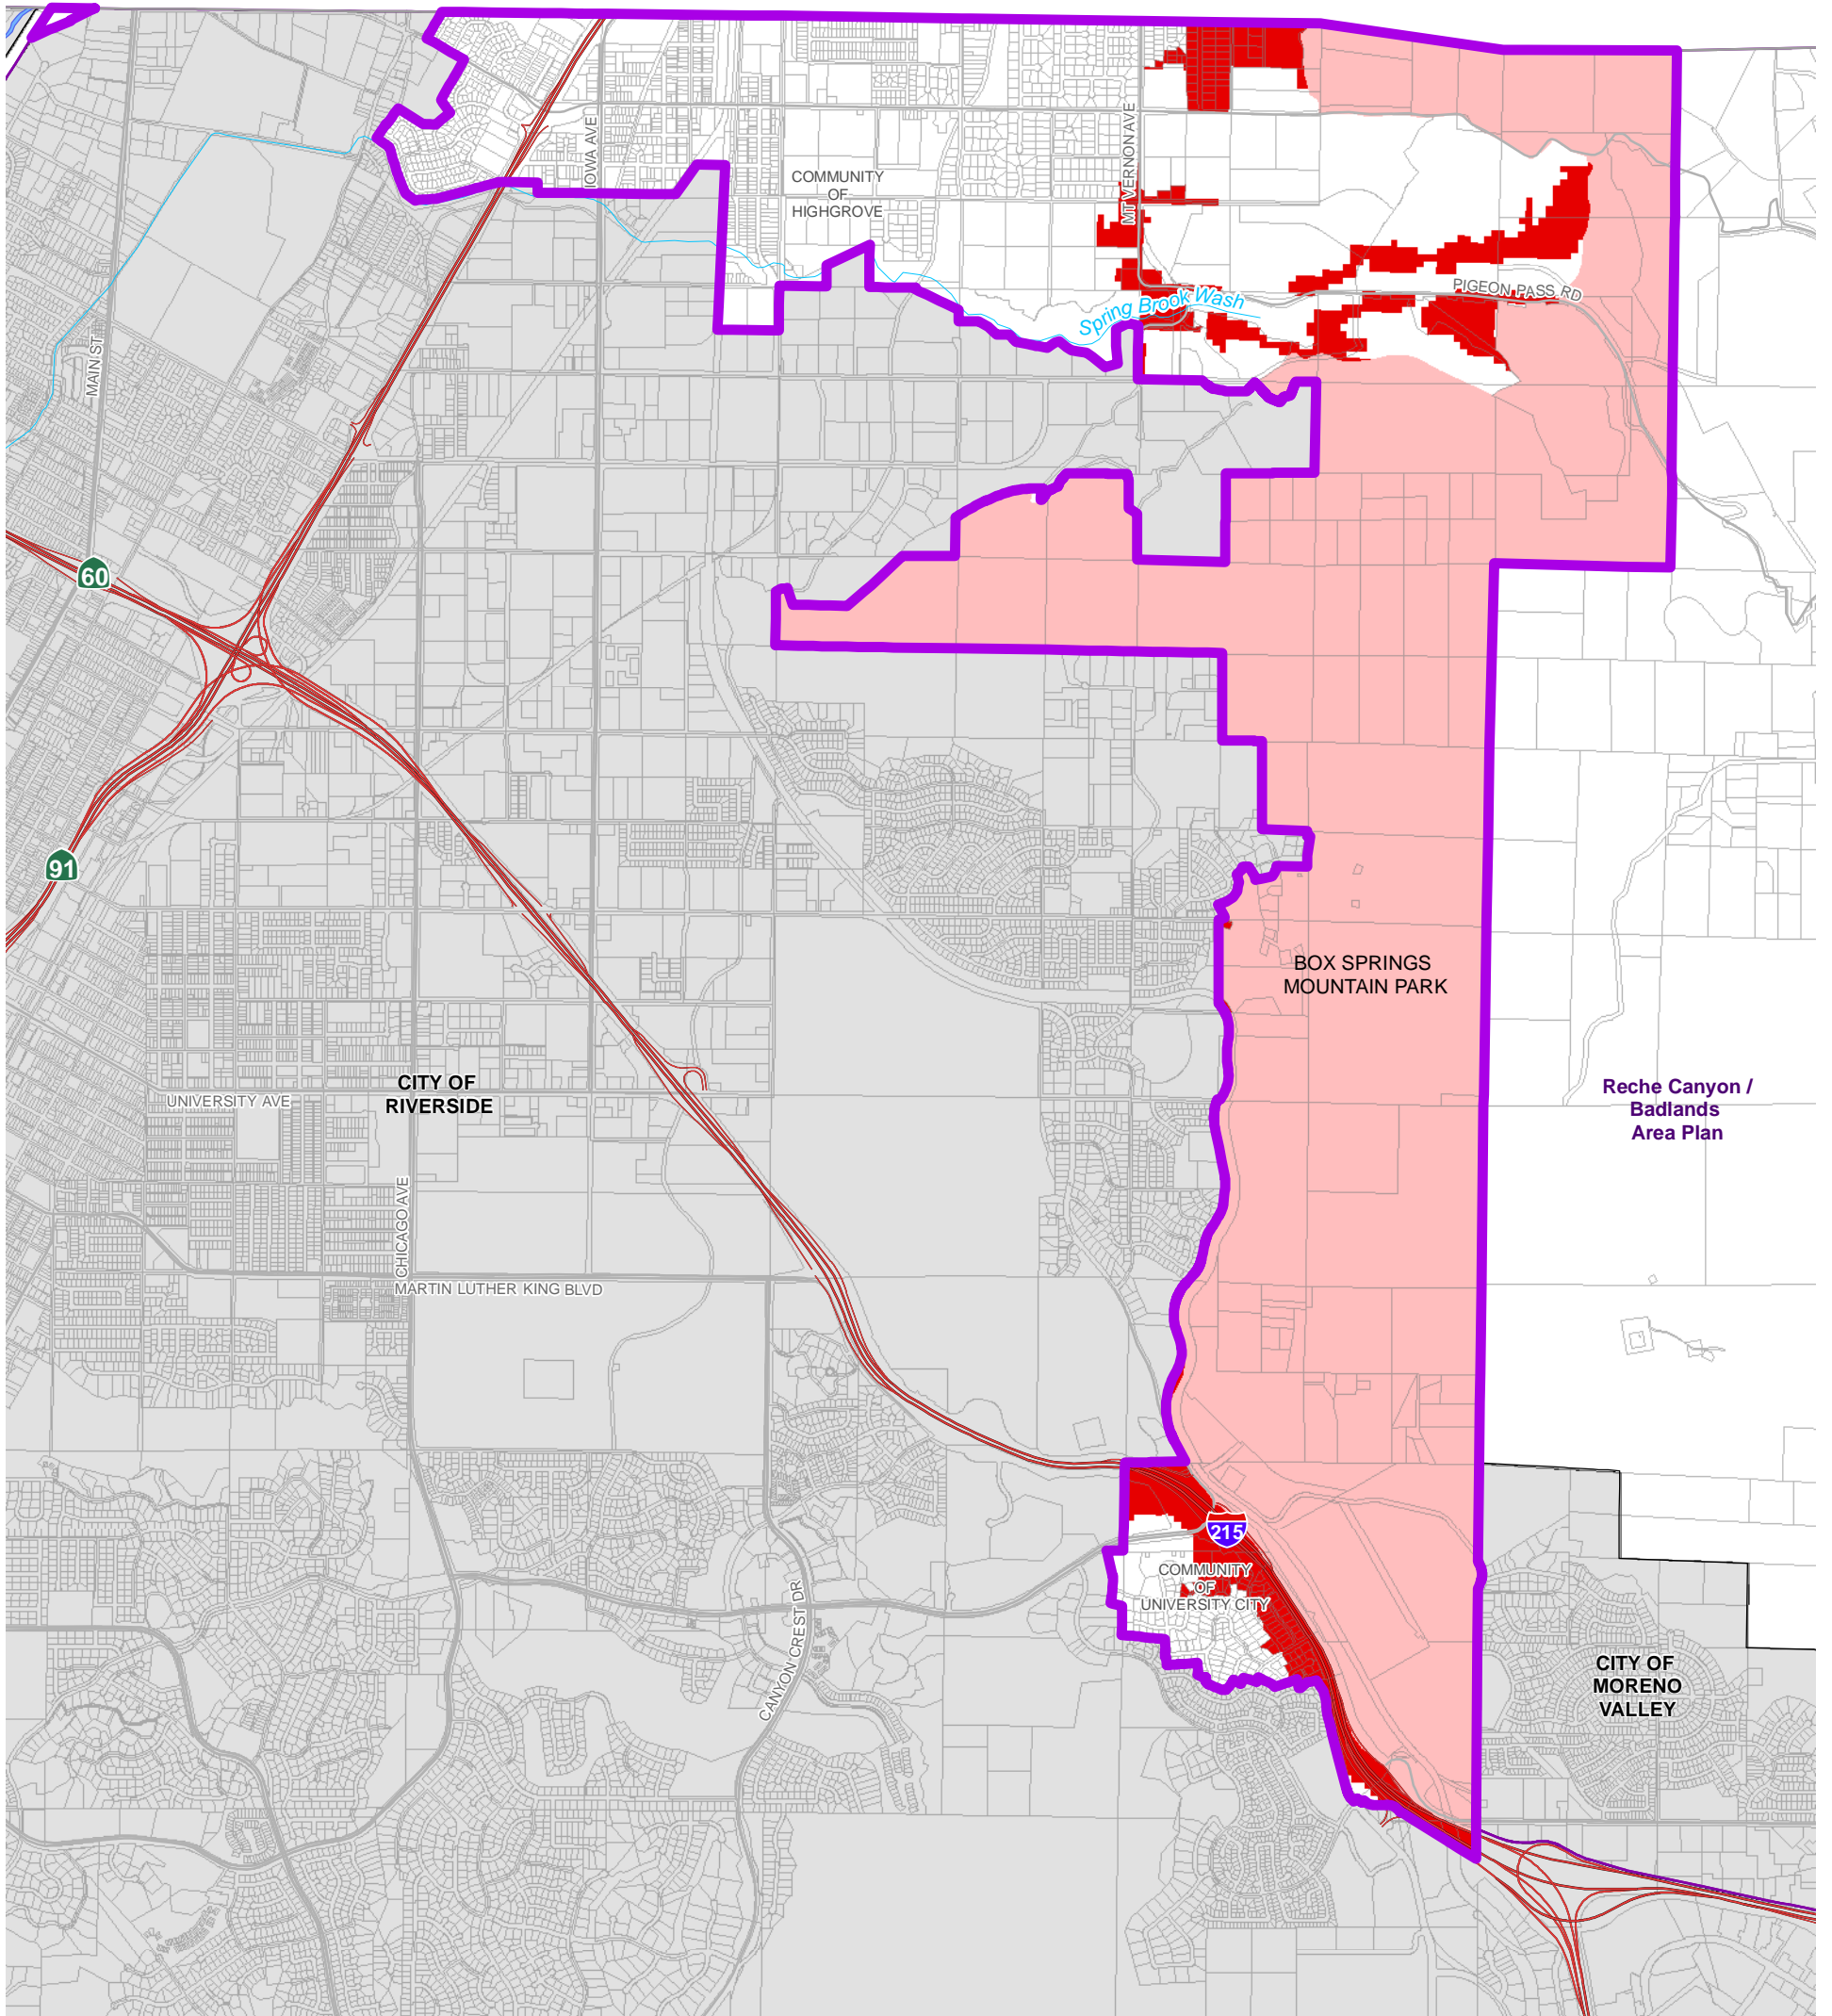 IOWA AVE
COMMUNITY
OF
HIGHGROVE
MT VERNON AVE
PIGEON PASS RD
Spring Brook Wash
MAIN ST
60
91
BOX SPRINGS
MOUNTAIN PARK
CITY OF
RIVERSIDE
UNIVERSITY AVE
Reche Canyon /
Badlands
Area Plan
CHICAGO AVE
MARTIN LUTHER KING BLVD
215
COMMUNITY
OF
UNIVERSITY CITY
CANYON CREST DR
CITY OF
MORENO
VALLEY